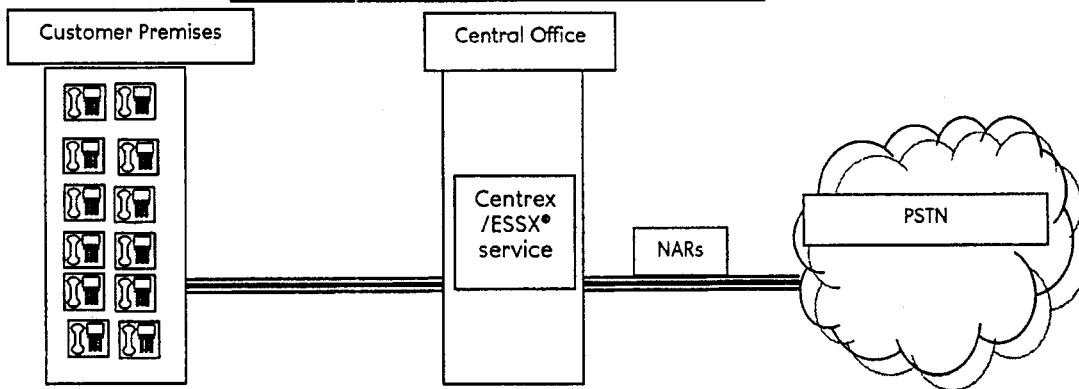 Customer Premises
Central Office
Centrex
/ESSX®
service
NARs
PSTN